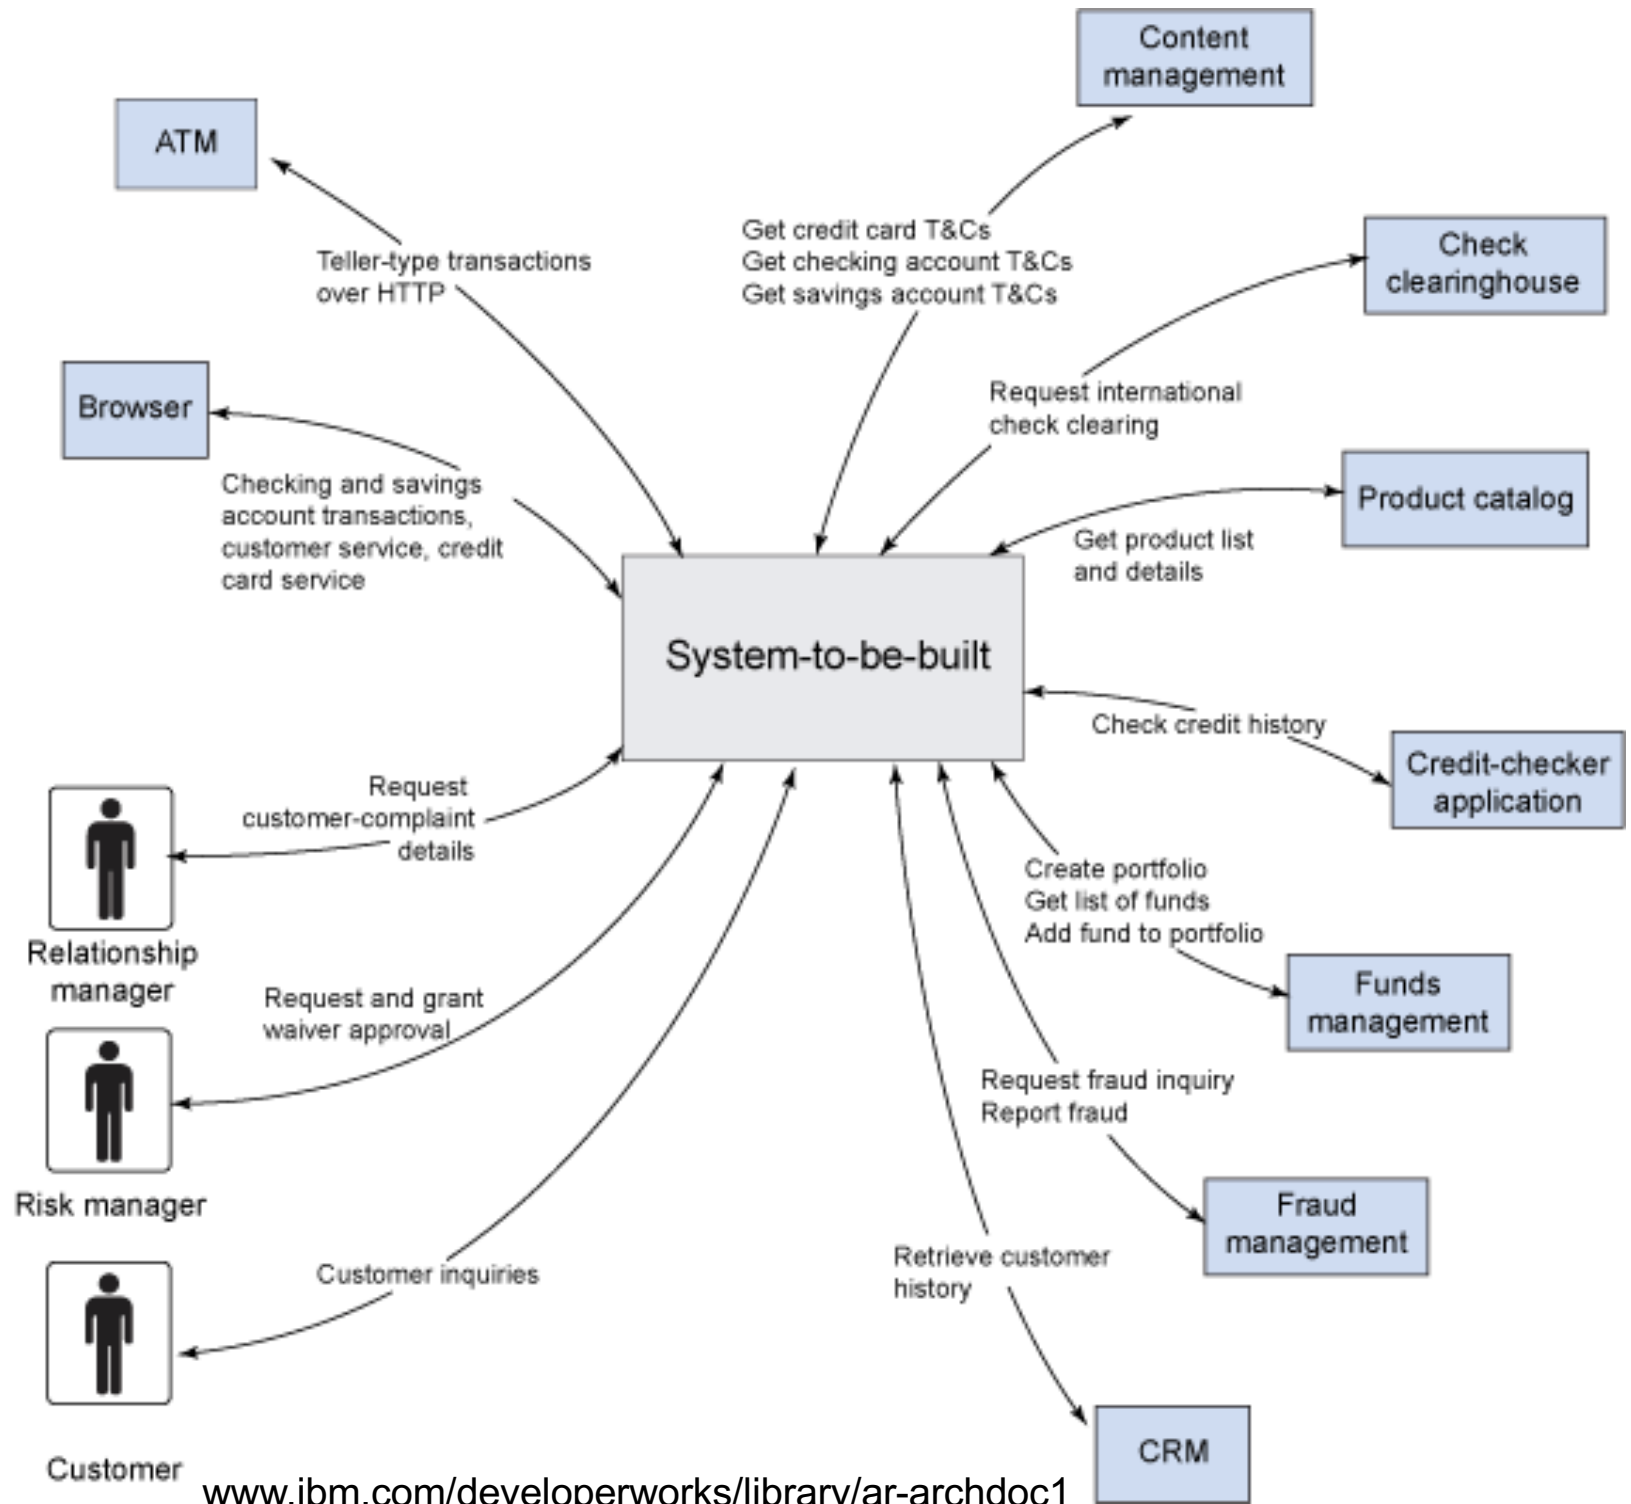 Content
management
ATM
Get credit card T&Cs
Get checking account T&Cs
Get savings account T&Cs
Check
clearinghouse
Teller-type transactions
over HTTP
Browser
Request international
check clearing
Checking and savings
account transactions,
customer service, credit
card service
Product catalog
Get product list
and details
System-to-be-built
Check credit history
Credit-checker
application
Request
customer-complaint
details
Relationship
manager
Create portfolio
Get list of funds
Add fund to portfolio
Funds
management
Request and grant
waiver approval
Risk manager
Request fraud inquiry
Report fraud
Fraud
management
Customer inquiries
Retrieve customer
history
Customer
CRM
www.ibm.com/developerworks/library/ar-archdoc1